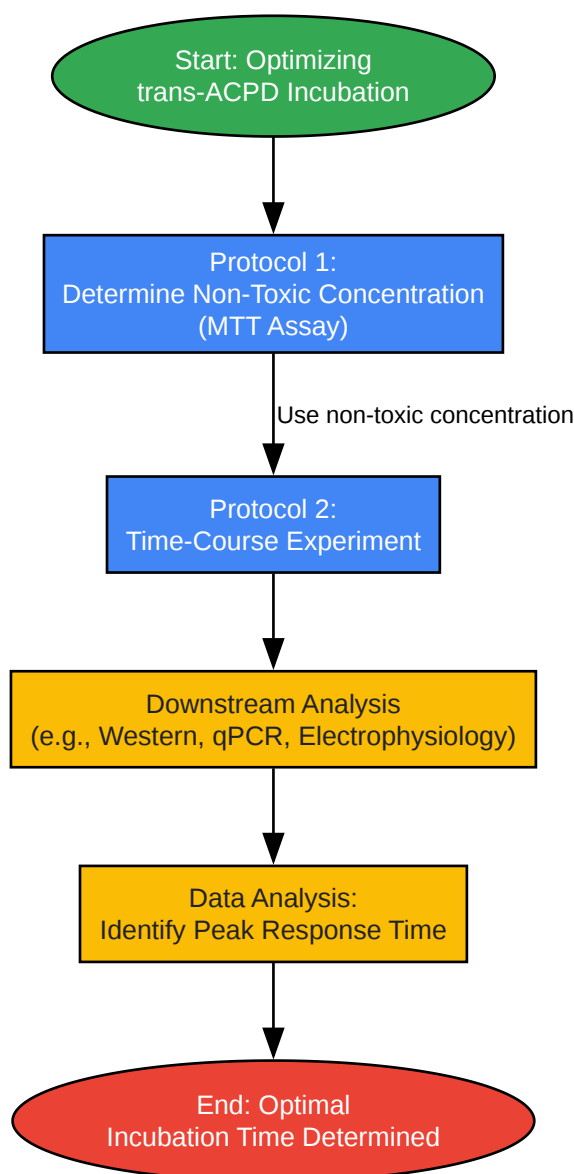 Start: Optimizing
trans-ACPD Incubation
Protocol 1:
Determine Non-Toxic Concentration
(MTT Assay)
Use non-toxic concentration
Protocol 2:
Time-Course Experiment
Downstream Analysis
(e.g., Western, qPCR, Electrophysiology)
Data Analysis:
Identify Peak Response Time
End: Optimal
Incubation Time Determined